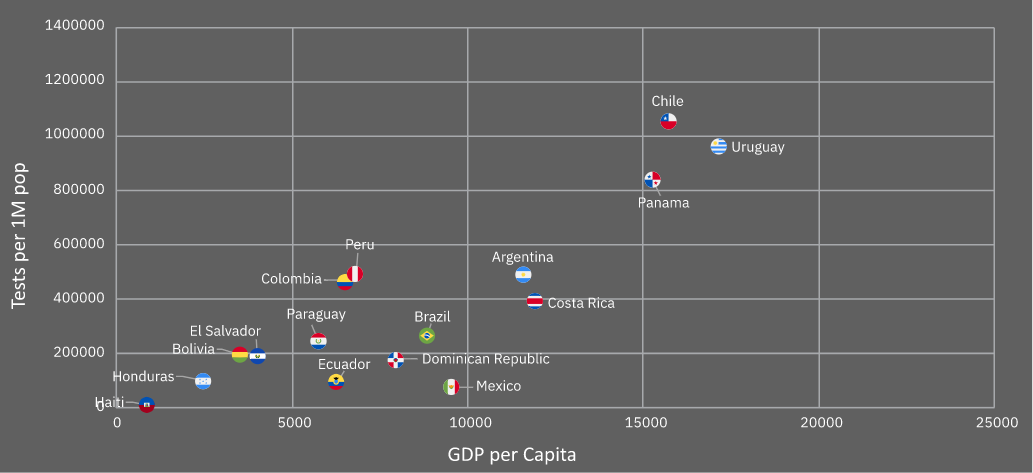 1400000
1200000
1000000
800000
600000
400000
200000
0
Tests per 1M pop
Chile
Uruguay
Panama
Peru
Colombia
Argentina
Costa Rica
Paraguay
Brazil
El Salvador
Bolivia
Ecuador
Dominican Republic
Honduras
Mexico
Haiti
0 5000 10000 15000 20000 25000
GDP per Capita